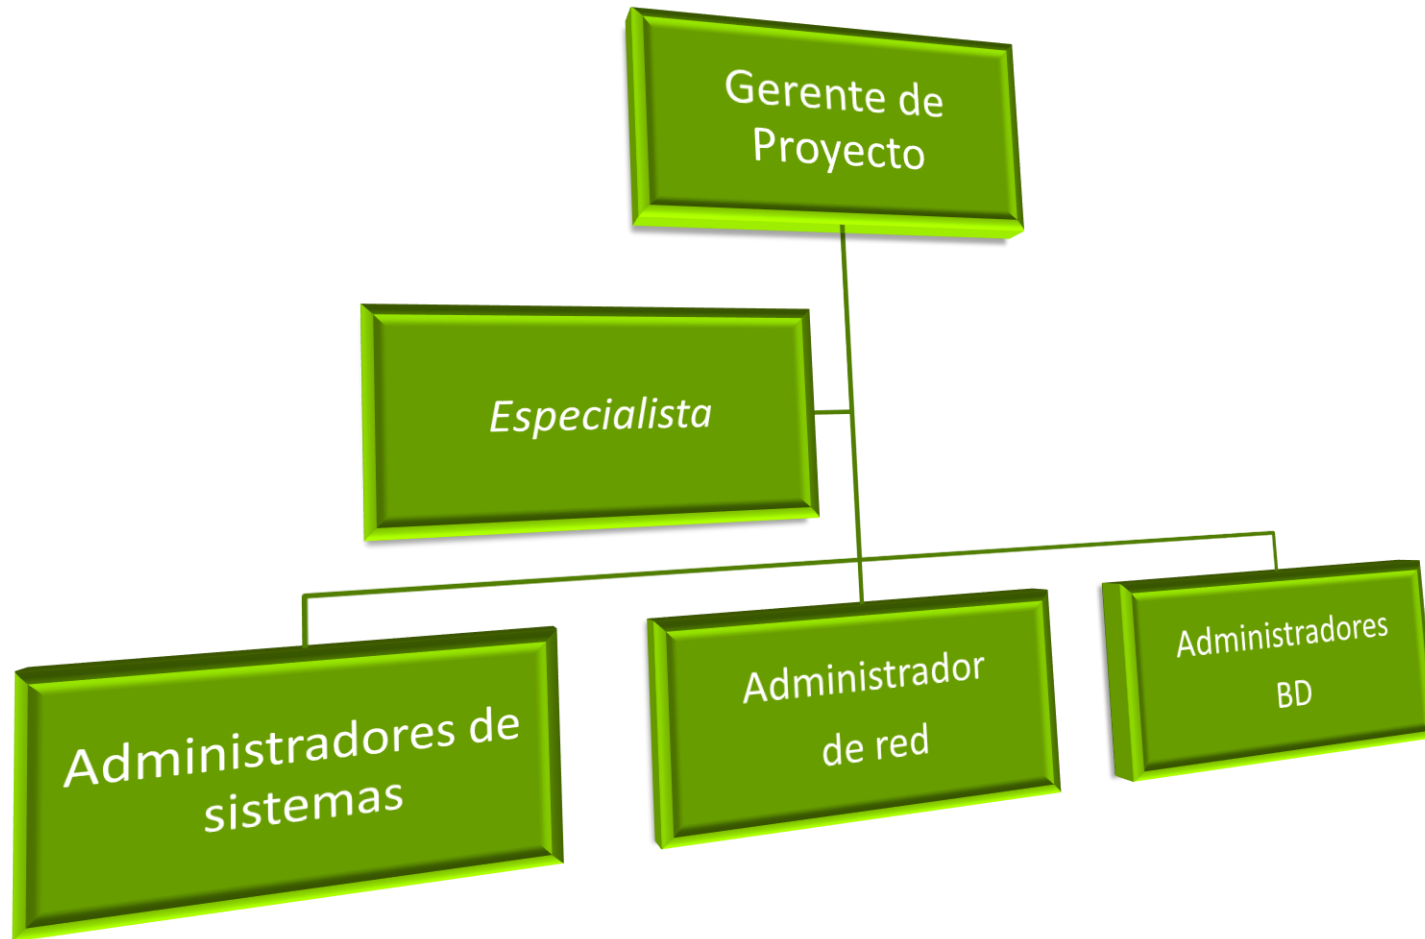 Gerente de
Proyecto
Especialista
Administradores de
sistemas
Administrador
de red
Administradores
BD